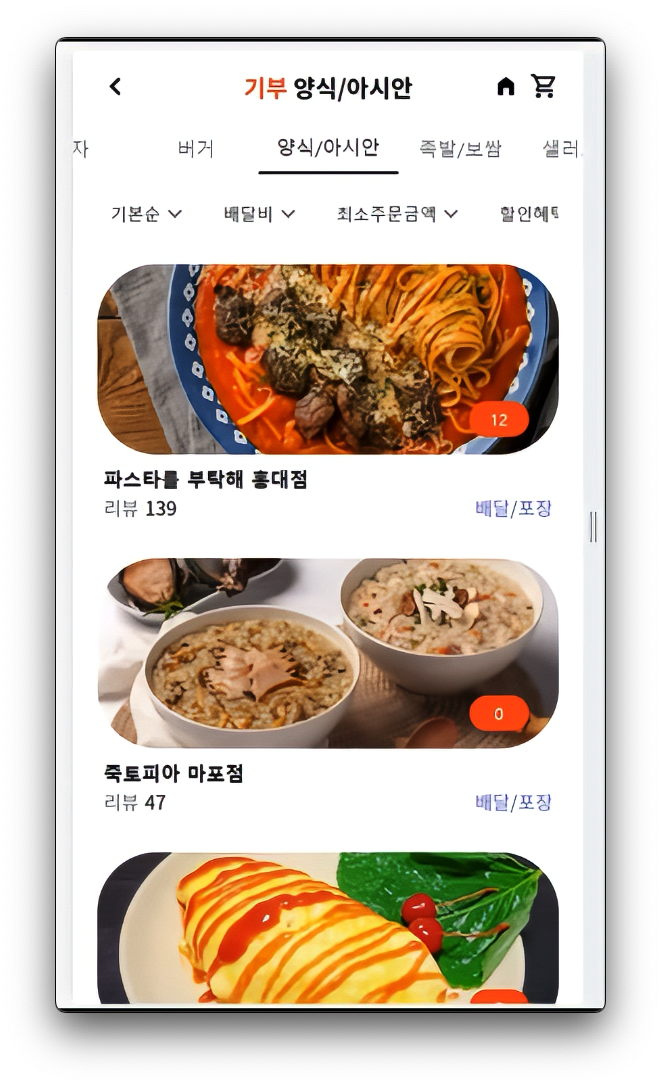 기부 양식/아시안
자 버거 양식/아시안 족발/보쌈 샐러
기본순 배달비 최소주문금액 할인혜택
12
파스타를 부탁해 홍대점
리뷰 139 배달/포장
0
죽토피아 마포점
리뷰 47 배달/포장